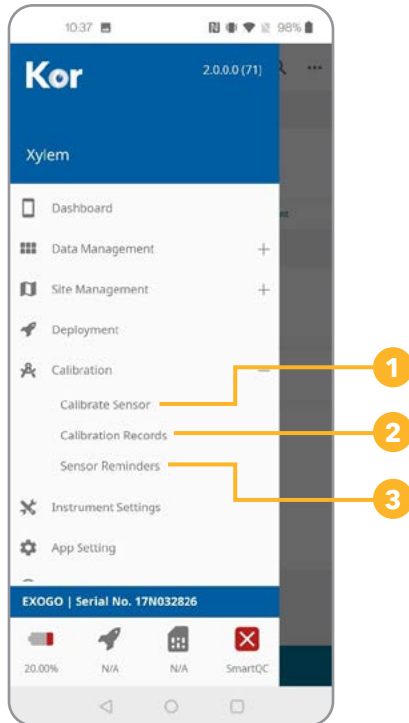 10:37
98%
Kor
2.0.0.0 (71)
Xylem
Dashboard
Data Management
Site Management
Deployment
Calibration
1
Calibrate Sensor
2
Calibration Records
Sensor Reminders
3
Instrument Settings
App Setting
EXOGO | Serial No. 17N032826
20.00%
N/A
N/A
SmartQC